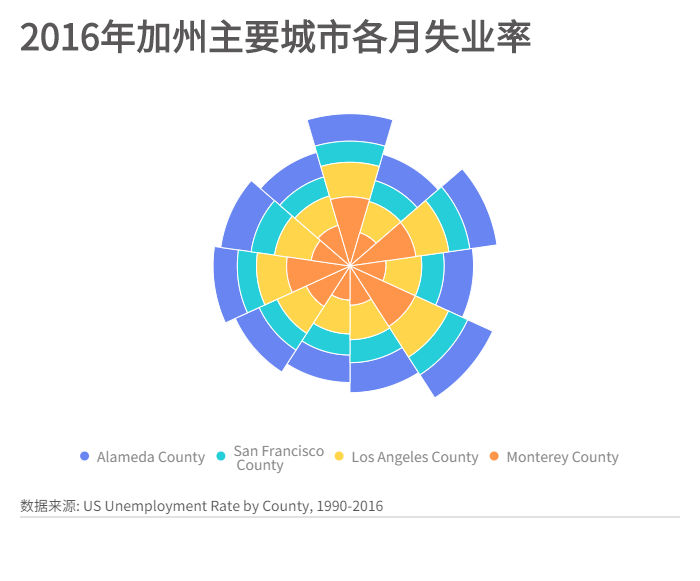 2016年加州主要城市各月失业率
Alameda County
San Francisco
County
Los Angeles County
Monterey County
数据来源: US Unemployment Rate by County, 1990-2016